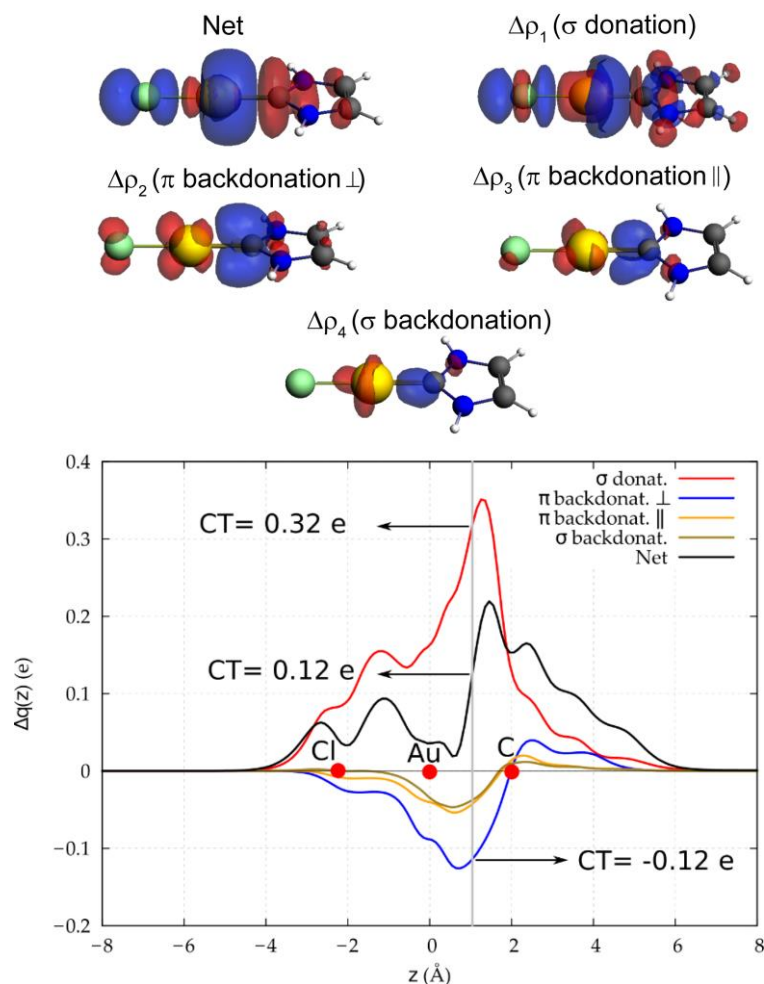 Net
Δρ₁ (σ donation)
Δρ₂ (π backdonation ⊥)
Δρ₃ (π backdonation ∥)
Δρ₄ (σ backdonation)
0.4
σ donat.
π backdonat. ⊥
π backdonat. ∥
σ backdonat.
Net
CT= 0.32 e
0.3
0.2
CT= 0.12 e
0.1
Δq(z) (e)
Cl
Au
C
0
−0.1
CT= -0.12 e
−0.2
−8
−6
−4
−2
0
2
4
6
8
z (Å)